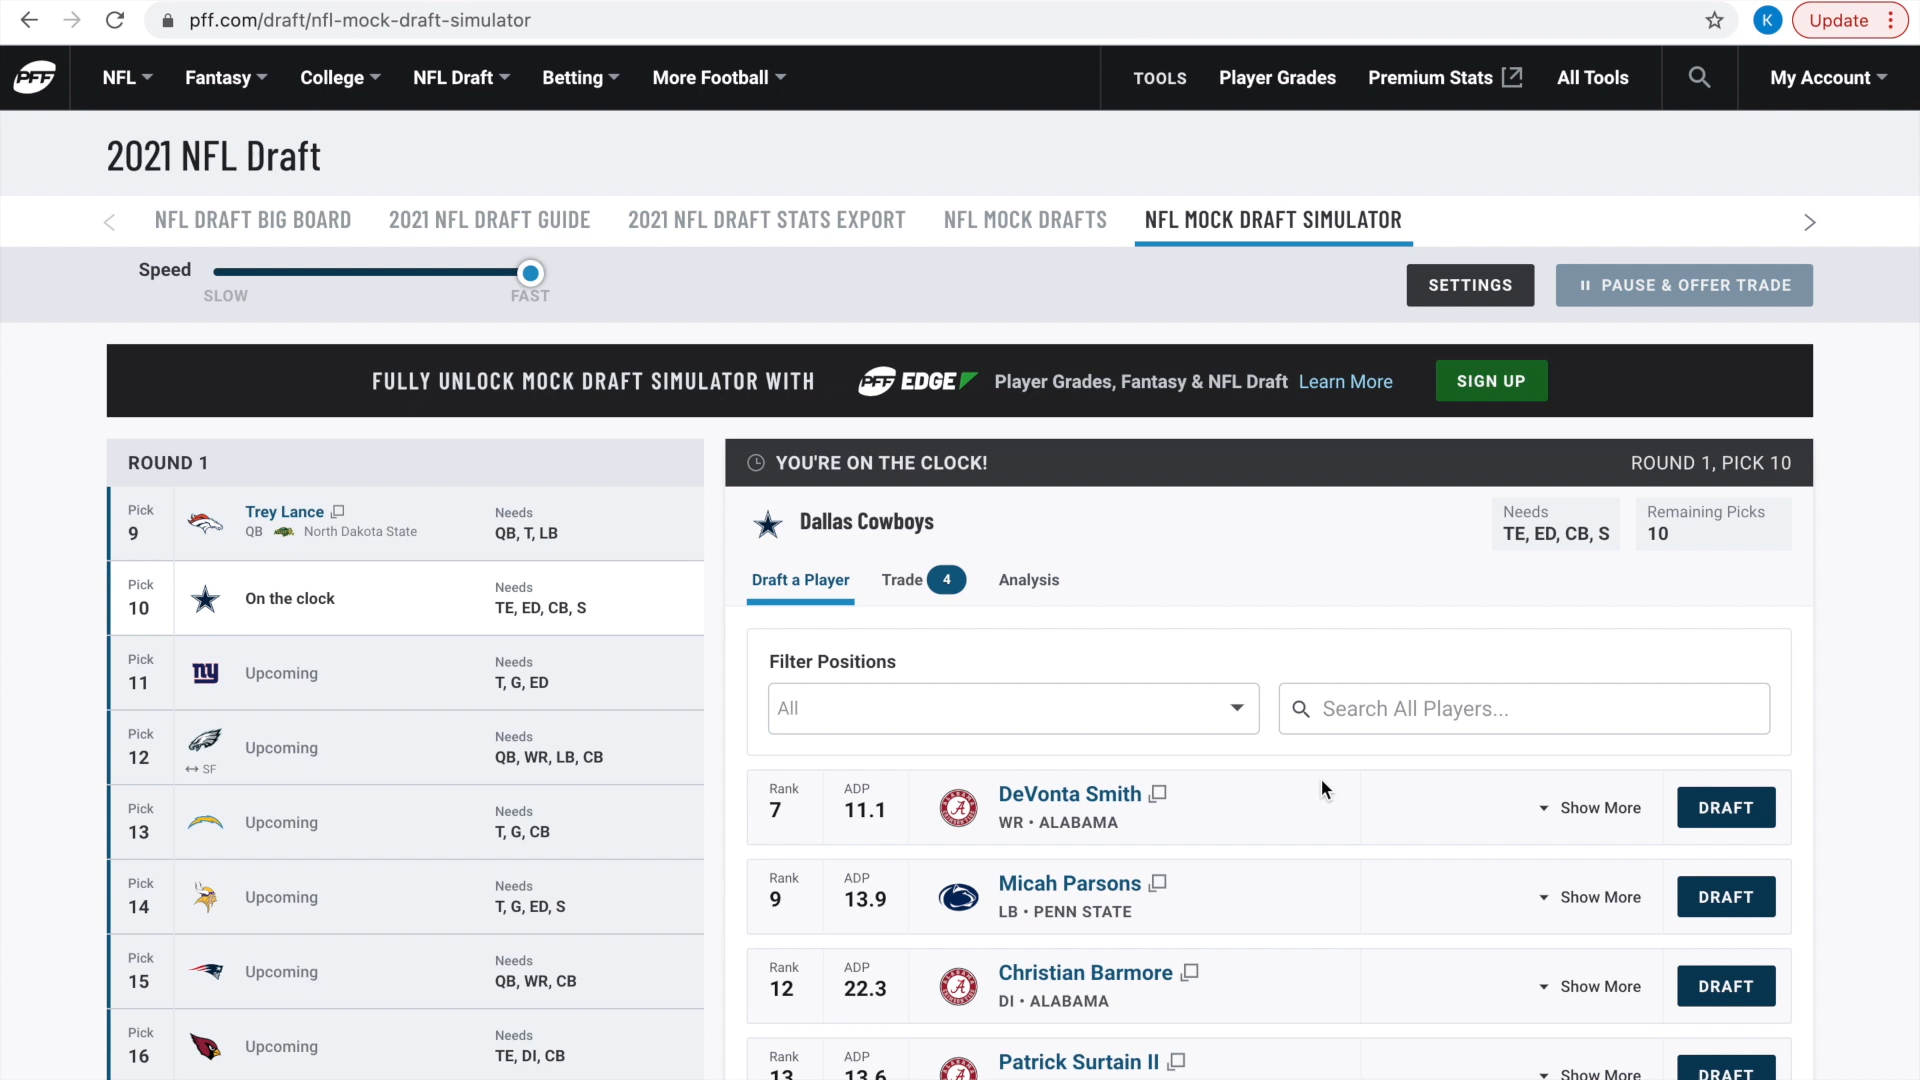 pff.com/draft/nfl-mock-draft-simulator
K
Update
PFF
NFL
Fantasy
College
NFL Draft
Betting
More Football
TOOLS
Player Grades
Premium Stats
All Tools
My Account
2021 NFL Draft
NFL DRAFT BIG BOARD
2021 NFL DRAFT GUIDE
2021 NFL DRAFT STATS EXPORT
NFL MOCK DRAFTS
NFL MOCK DRAFT SIMULATOR
Speed
SLOW
FAST
SETTINGS
PAUSE & OFFER TRADE
FULLY UNLOCK MOCK DRAFT SIMULATOR WITH
PFF EDGE
Player Grades, Fantasy & NFL Draft Learn More
SIGN UP
ROUND 1
Pick
9
Trey Lance
QB North Dakota State
Needs
QB, T, LB
Pick
10
On the clock
Needs
TE, ED, CB, S
Pick
11
ny
Upcoming
Needs
T, G, ED
Pick
12
↔ SF
Upcoming
Needs
QB, WR, LB, CB
Pick
13
Upcoming
Needs
T, G, CB
Pick
14
Upcoming
Needs
T, G, ED, S
Pick
15
Upcoming
Needs
QB, WR, CB
Pick
16
Upcoming
Needs
TE, DI, CB
YOU'RE ON THE CLOCK!
ROUND 1, PICK 10
Dallas Cowboys
Needs
TE, ED, CB, S
Remaining Picks
10
Draft a Player
Trade 4
Analysis
Filter Positions
All
Search All Players...
Rank
7
ADP
11.1
A
DeVonta Smith
WR • ALABAMA
Show More
DRAFT
Rank
9
ADP
13.9
Micah Parsons
LB • PENN STATE
Show More
DRAFT
Rank
12
ADP
22.3
A
Christian Barmore
DI • ALABAMA
Show More
DRAFT
Rank
13
ADP
13.6
Patrick Surtain II
Show More
DRAFT